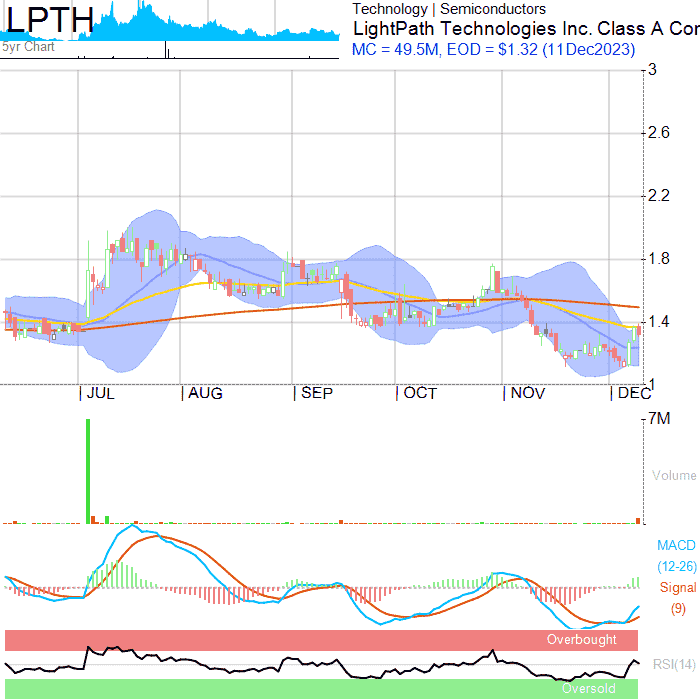 LPTH
5yr Chart
Technology | Semiconductors
LightPath Technologies Inc. Class A Cor
MC = 49.5M, EOD = $1.32 (11Dec2023)
3
2.6
2.2
1.8
1.4
1
JUL AUG SEP OCT NOV DEC
7M
Volume
MACD
(12-26)
Signal
(9)
Overbought
RSI(14)
Oversold